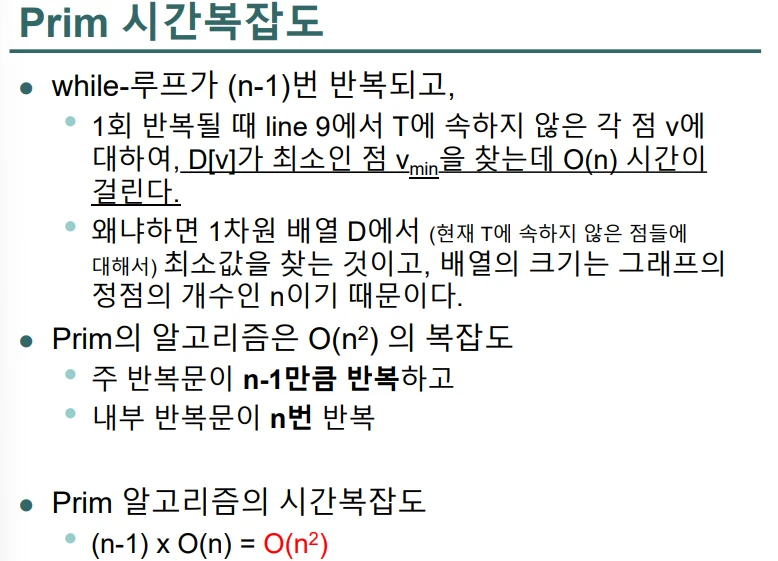 Prim 시간복잡도
● while-루프가 (n-1)번 반복되고,
● 1회 반복될 때 line 9에서 T에 속하지 않은 각 점 v에
대하여, D[v]가 최소인 점 vmin을 찾는데 O(n) 시간이
걸린다.
● 왜냐하면 1차원 배열 D에서 (현재 T에 속하지 않은 점들에
대해서) 최소값을 찾는 것이고, 배열의 크기는 그래프의
정점의 개수인 n이기 때문이다.
● Prim의 알고리즘은 O(n²) 의 복잡도
● 주 반복문이 n-1만큼 반복하고
● 내부 반복문이 n번 반복
● Prim 알고리즘의 시간복잡도
● (n-1) x O(n) = O(n²)